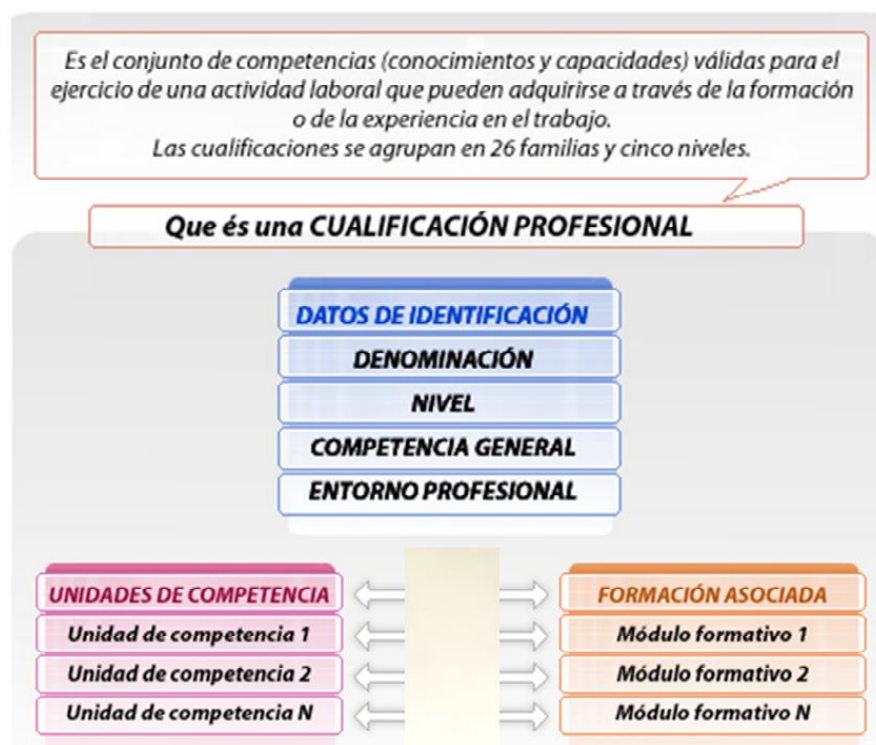 Es el conjunto de competencias (conocimientos y capacidades) válidas para el
ejercicio de una actividad laboral que pueden adquirirse a través de la formación
o de la experiencia en el trabajo.
Las cualificaciones se agrupan en 26 familias y cinco niveles.
Que és una CUALIFICACIÓN PROFESIONAL
DATOS DE IDENTIFICACIÓN
DENOMINACIÓN
NIVEL
COMPETENCIA GENERAL
ENTORNO PROFESIONAL
UNIDADES DE COMPETENCIA
Unidad de competencia 1
Unidad de competencia 2
Unidad de competencia N
FORMACIÓN ASOCIADA
Módulo formativo 1
Módulo formativo 2
Módulo formativo N